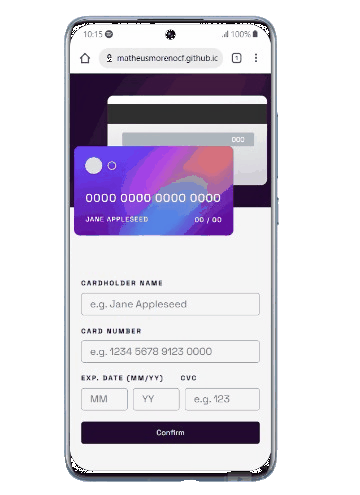 10:15
100%
matheusmorenocf.github.io
1
000
0000 0000 0000 0000
JANE APPLESEED 00 / 00
CARDHOLDER NAME
e.g. Jane Appleseed
CARD NUMBER
e.g. 1234 5678 9123 0000
EXP. DATE (MM/YY) CVC
MM YY e.g. 123
Confirm